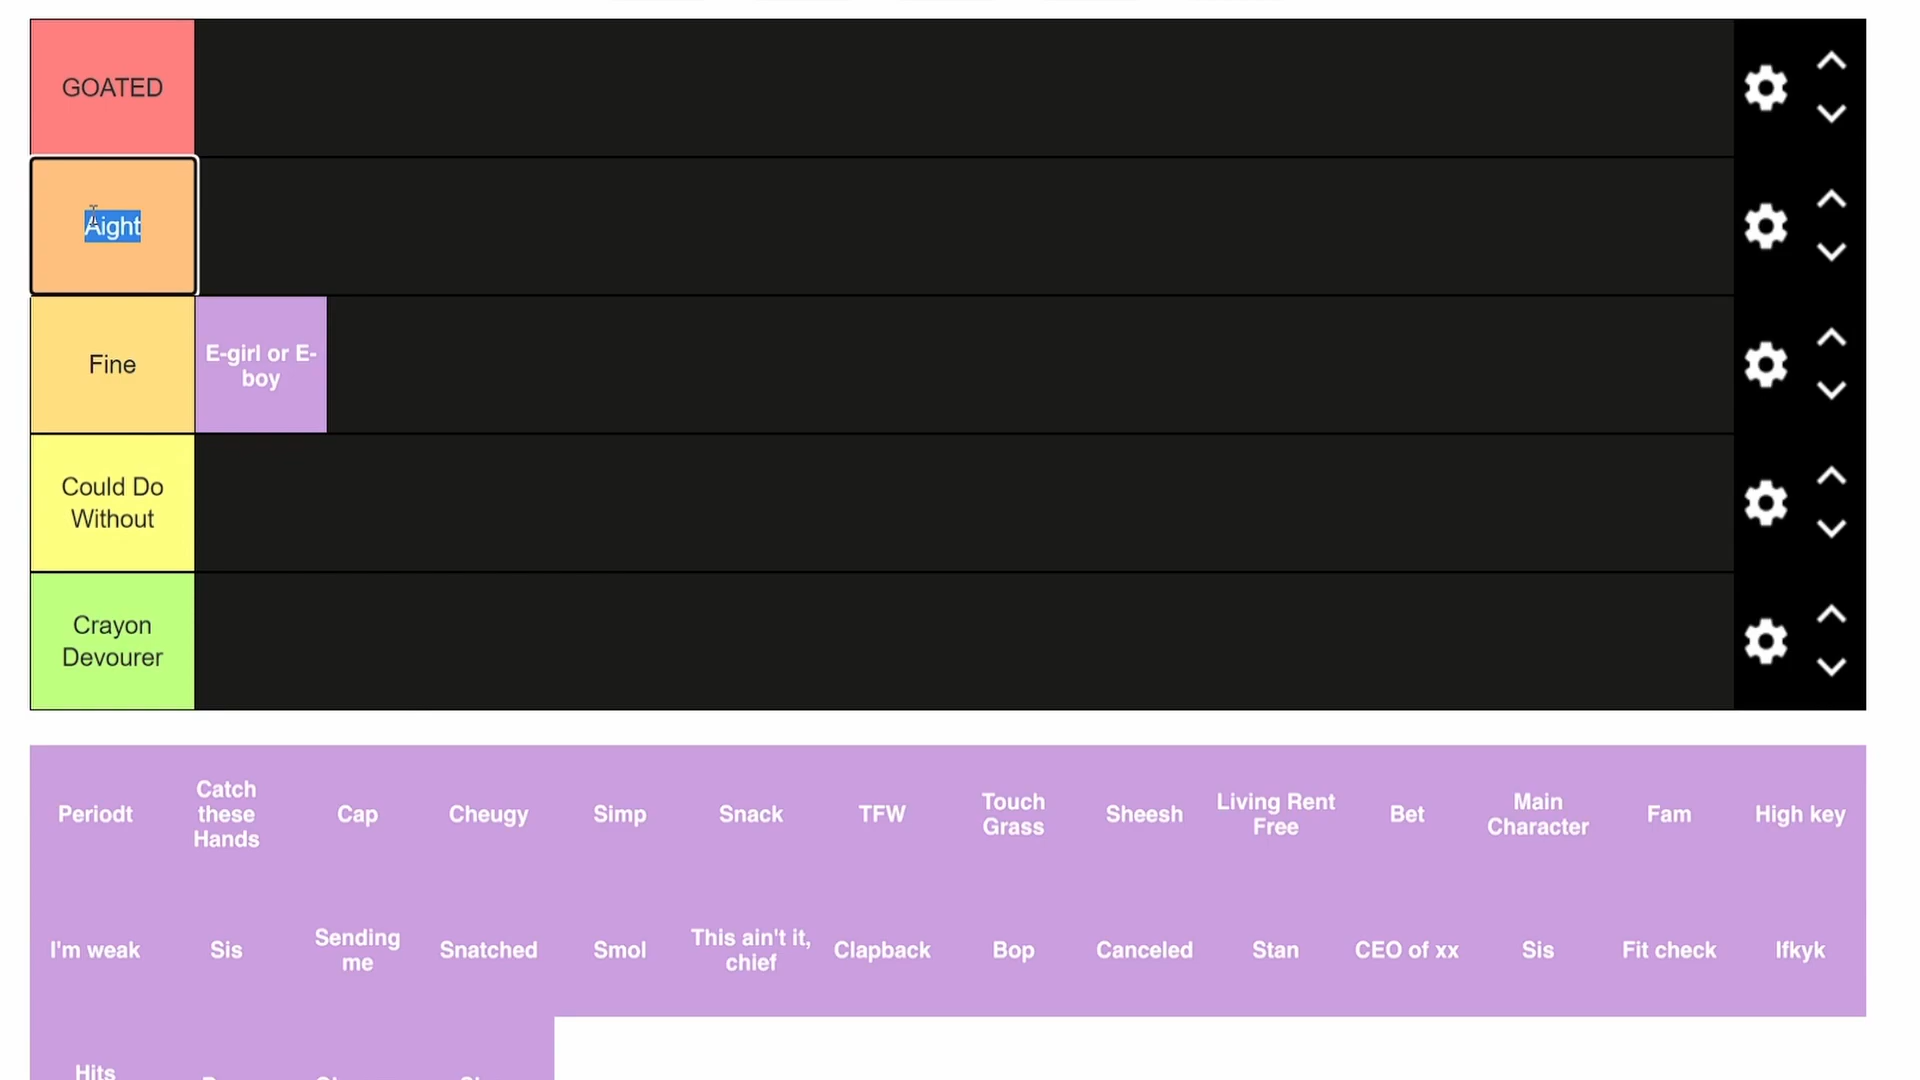 GOATED
Aight
Fine
E-girl or E-
boy
Could Do
Without
Crayon
Devourer
Periodt
Catch
these
Hands
Cap
Cheugy
Simp
Snack
TFW
Touch
Grass
Sheesh
Living Rent
Free
Bet
Main
Character
Fam
High key
I'm weak
Sis
Sending
me
Snatched
Smol
This ain't it,
chief
Clapback
Bop
Canceled
Stan
CEO of xx
Sis
Fit check
Ifkyk
Hits